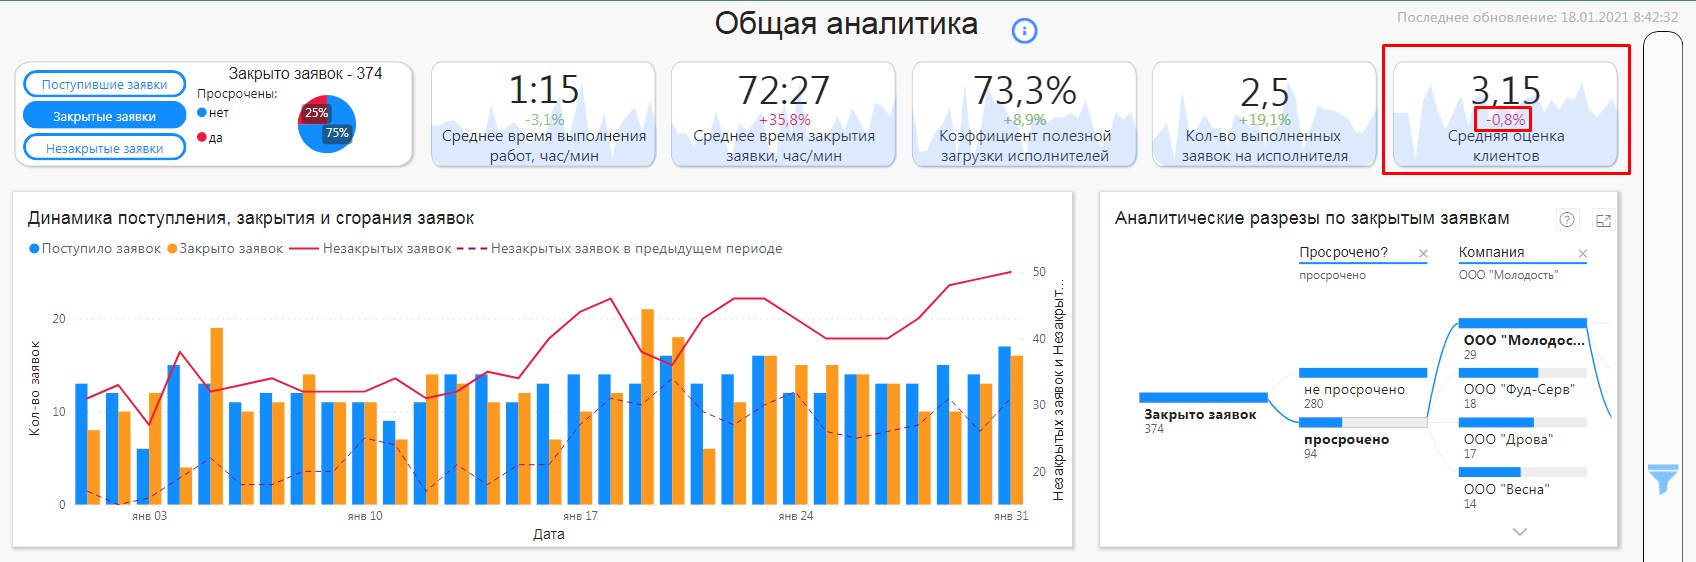 Общая аналитика
Последнее обновление: 18.01.2021 8:42:32
Поступившие заявки
Закрытые заявки
Незакрытые заявки
Закрыто заявок - 374
Просрочены:
нет
да
25%
75%
1:15
-3,1%
Среднее время выполнения
работ, час/мин
72:27
+35,8%
Среднее время закрытия
заявки, час/мин
73,3%
+8,9%
Коэффициент полезной
загрузки исполнителей
2,5
+19,1%
Кол-во выполненных
заявок на исполнителя
3,15
-0,8%
Средняя оценка
клиентов
Динамика поступления, закрытия и сгорания заявок
Поступило заявок Закрыто заявок Незакрытых заявок Незакрытых заявок в предыдущем периоде
Кол-во заявок
20
10
0
50
40
30
20
Незакрытых заявок и Незакрыт...
янв 03 янв 10 янв 17 янв 24 янв 31
Дата
Аналитические разрезы по закрытым заявкам
?
Просрочено? ×
просрочено
Компания ×
ООО "Молодость"
Закрыто заявок
374
не просрочено
280
просрочено
94
ООО "Молодос...
29
ООО "Фуд-Серв"
18
ООО "Дрова"
17
ООО "Весна"
14